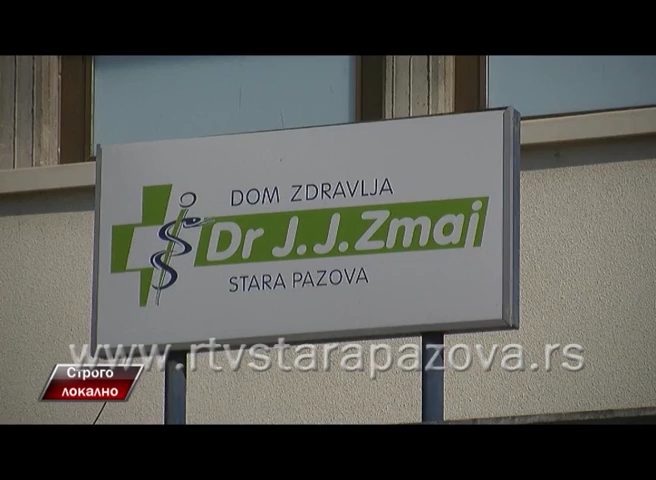 DOM ZDRAVLJA
Dr J.J.Zmaj
STARA PAZOVA
www.rtvstarapazova.rs
Строго
локално